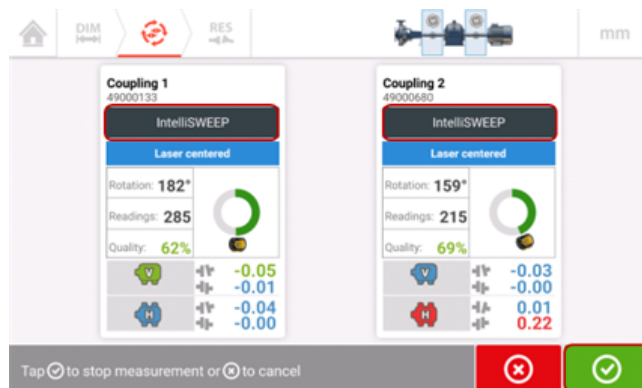 DIM
RES
mm
Coupling 1
49000133
IntelliSWEEP
Laser centered
Rotation: 182°
Readings: 285
Quality: 62%
V
-0.05
-0.01
H
-0.04
-0.00
Coupling 2
49000680
IntelliSWEEP
Laser centered
Rotation: 159°
Readings: 215
Quality: 69%
V
-0.03
-0.00
H
0.01
0.22
Tap to stop measurement or to cancel